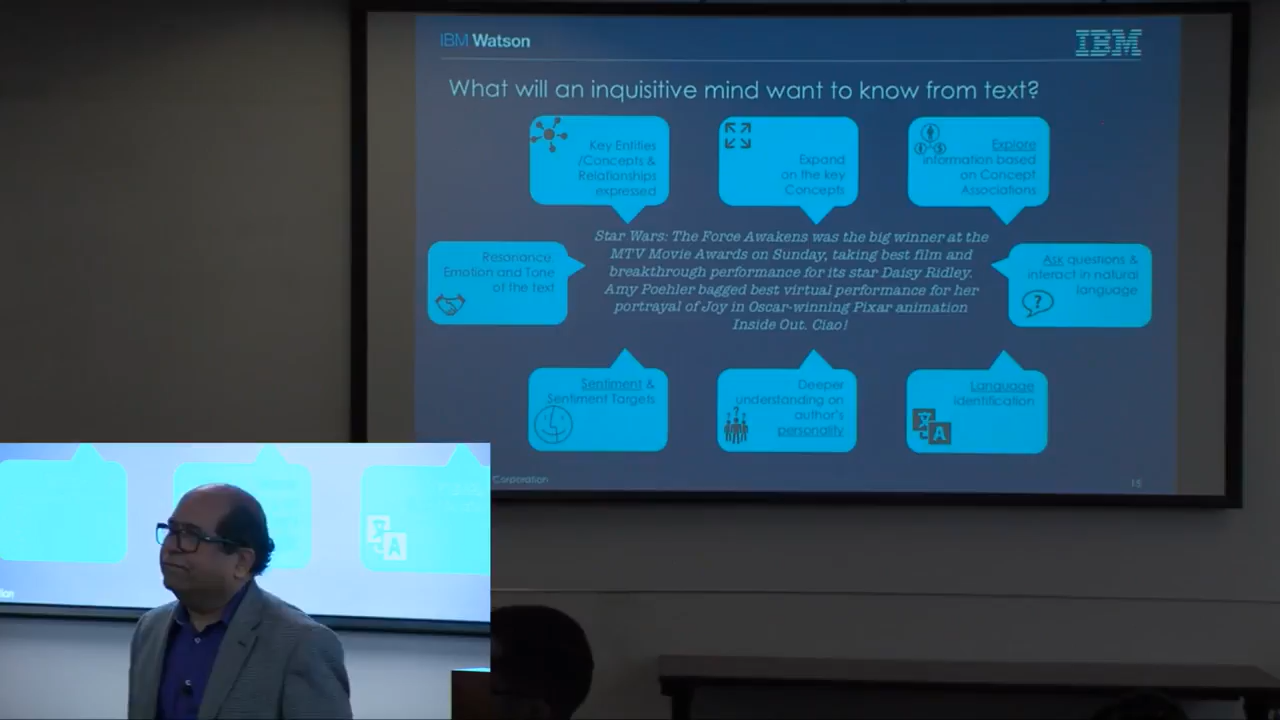 IBM Watson
IBM
What will an inquisitive mind want to know from text?
Key Entities
/Concepts &
Relationships
expressed
Expand
on the key
Concepts
Explore
information based
on Concept
Associations
Resonance,
Emotion and Tone
of the text
Star Wars: The Force Awakens was the big winner at the
MTV Movie Awards on Sunday, taking best film and
breakthrough performance for its star Daisy Ridley.
Amy Poehler bagged best virtual performance for her
portrayal of Joy in Oscar-winning Pixar animation
Inside Out. Ciao!
Ask questions &
interact in natural
language
?
Sentiment &
Sentiment Targets
Deeper
understanding on
author's
personality
Language
identification
A
Corporation
15
A